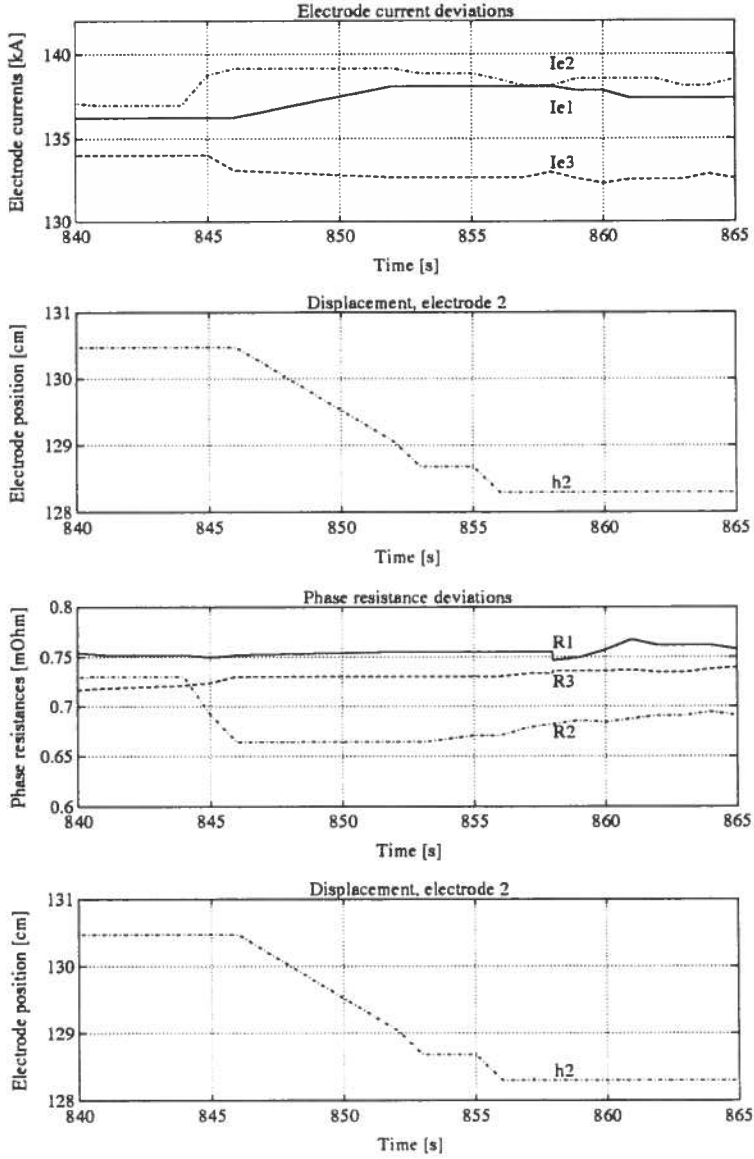 Electrode current deviations
Electrode currents [kA]
140
135
130
Ie2
Ie1
Ie3
840 845 850 855 860 865
Time [s]
Displacement, electrode 2
Electrode position [cm]
131
130
129
128
h2
840 845 850 855 860 865
Time [s]
Phase resistance deviations
Phase resistances [mOhm]
0.8
0.75
0.7
0.65
0.6
R1
R3
R2
840 845 850 855 860 865
Time [s]
Displacement, electrode 2
Electrode position [cm]
131
130
129
128
h2
840 845 850 855 860 865
Time [s]